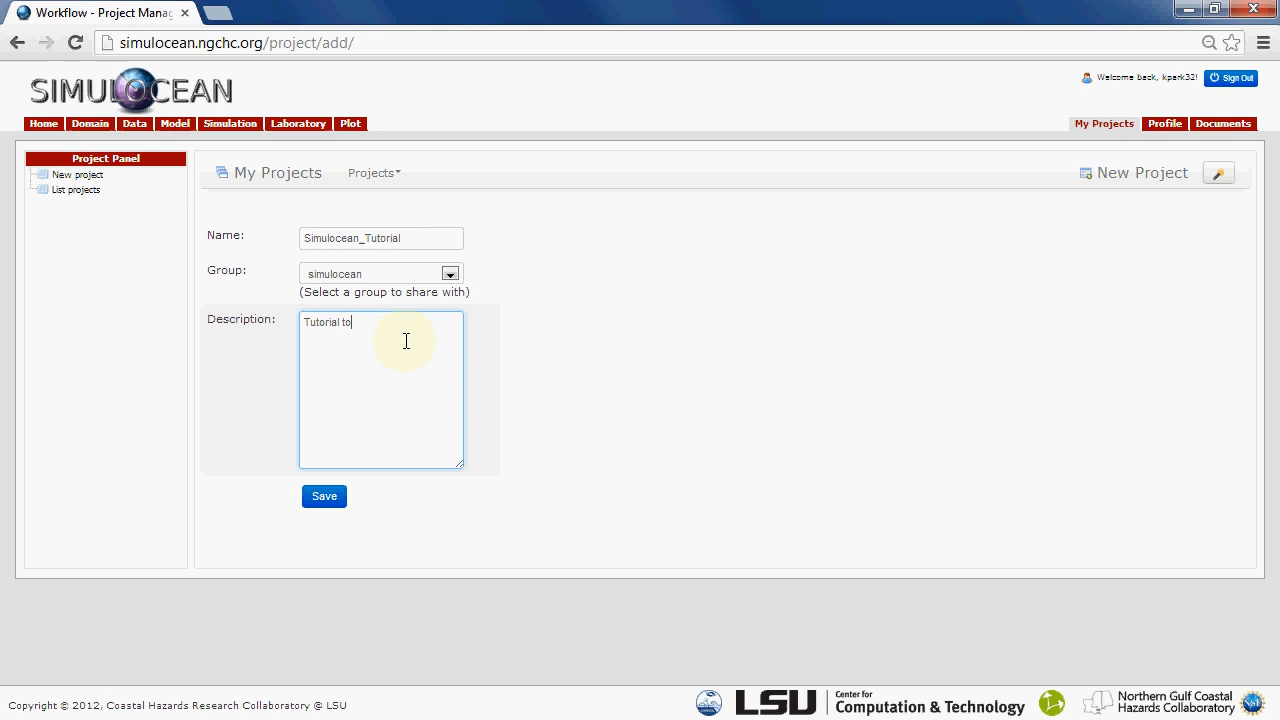 Workflow - Project Manag
simulocean.ngchc.org/project/add/
SIMULOCEAN
Welcome back, kpark32! Sign Out
Home Domain Data Model Simulation Laboratory Plot My Projects Profile Documents
Project Panel
New project
List projects
My Projects Projects New Project
Name: Simulocean_Tutorial
Group: simulocean
(Select a group to share with)
Description: Tutorial to
Save
Copyright © 2012, Coastal Hazards Research Collaboratory @ LSU
LSU Center for
Computation & Technology
Northern Gulf Coastal
Hazards Collaboratory
NSF